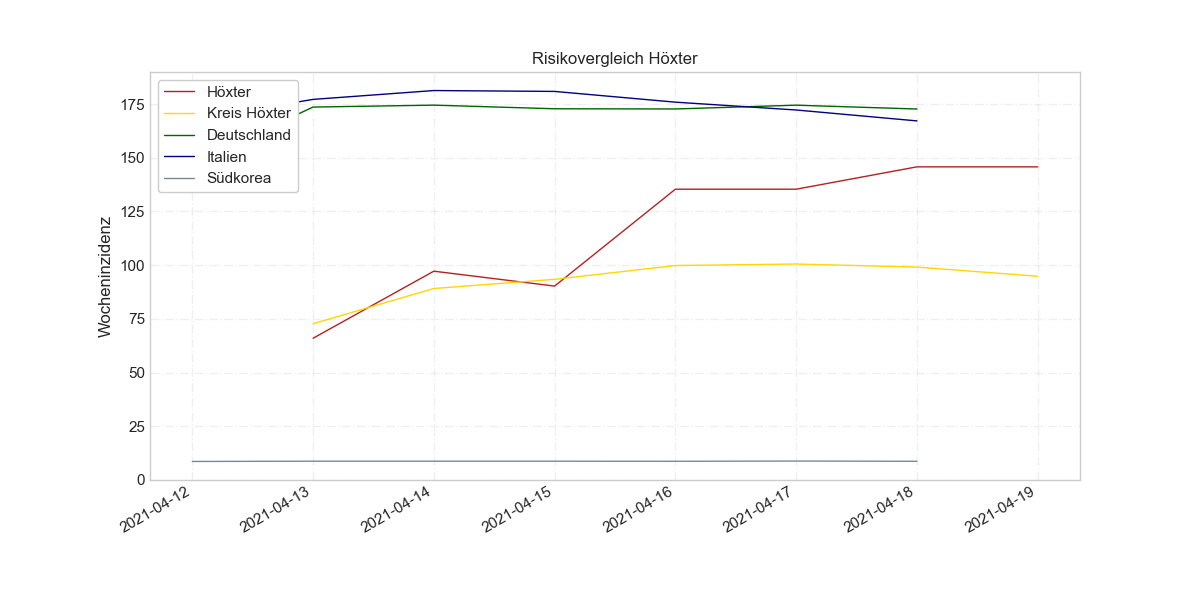 Risikovergleich Höxter
Höxter
Kreis Höxter
Deutschland
Italien
Südkorea
Wocheninzidenz
175
150
125
100
75
50
25
0
2021-04-12
2021-04-13
2021-04-14
2021-04-15
2021-04-16
2021-04-17
2021-04-18
2021-04-19